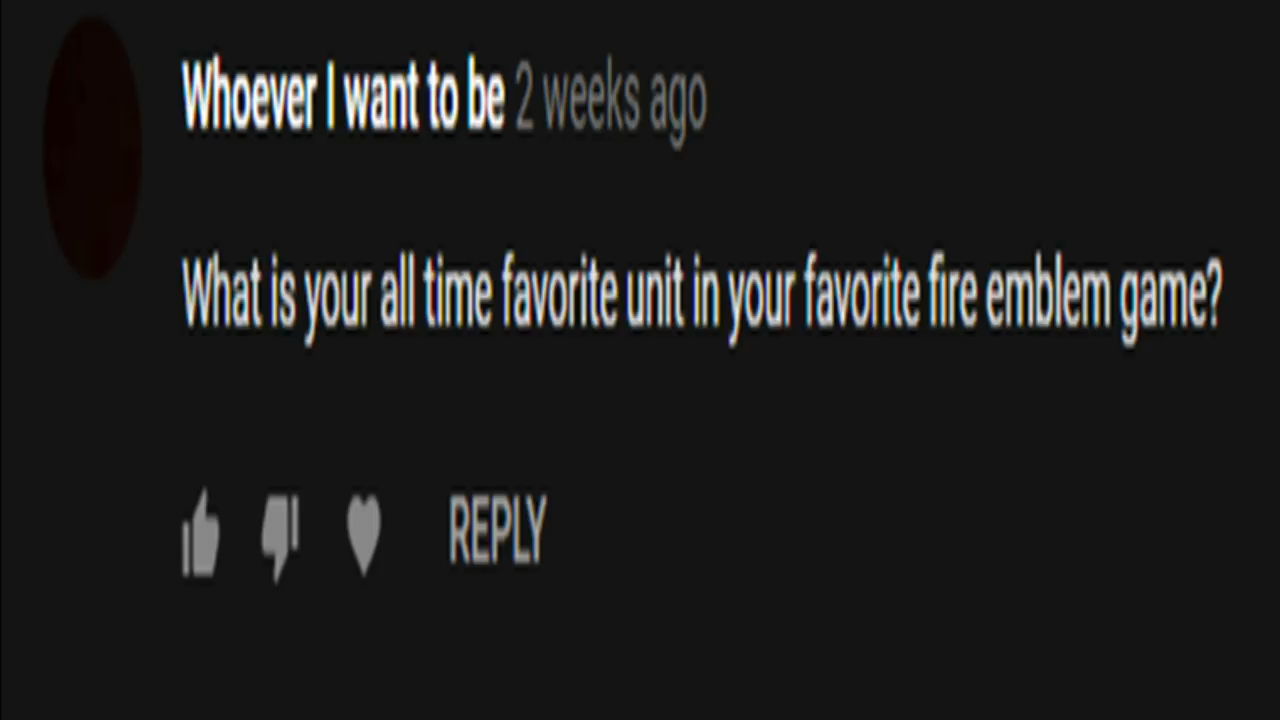 Whoever I want to be 2 weeks ago
What is your all time favorite unit in your favorite fire emblem game?
REPLY